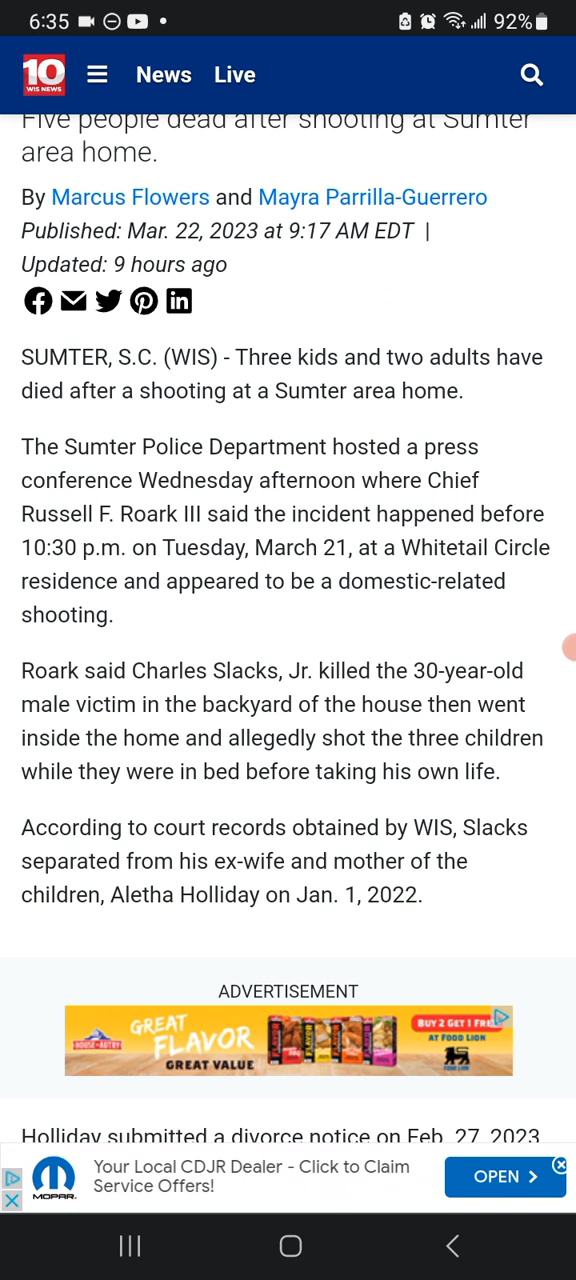 6:35
92%
10
WIS NEWS
News Live
Five people dead after shooting at Sumter
area home.
By Marcus Flowers and Mayra Parrilla-Guerrero
Published: Mar. 22, 2023 at 9:17 AM EDT |
Updated: 9 hours ago
SUMTER, S.C. (WIS) - Three kids and two adults have
died after a shooting at a Sumter area home.
The Sumter Police Department hosted a press
conference Wednesday afternoon where Chief
Russell F. Roark III said the incident happened before
10:30 p.m. on Tuesday, March 21, at a Whitetail Circle
residence and appeared to be a domestic-related
shooting.
Roark said Charles Slacks, Jr. killed the 30-year-old
male victim in the backyard of the house then went
inside the home and allegedly shot the three children
while they were in bed before taking his own life.
According to court records obtained by WIS, Slacks
separated from his ex-wife and mother of the
children, Aletha Holliday on Jan. 1, 2022.
ADVERTISEMENT
HOUSE-AUTRY
GREAT
FLAVOR
GREAT VALUE
BUY 2 GET 1 FREE
AT FOOD LION
FOOD LION
Holliday submitted a divorce notice on Feb. 27, 2023
MOPAR
Your Local CDJR Dealer - Click to Claim
Service Offers!
OPEN